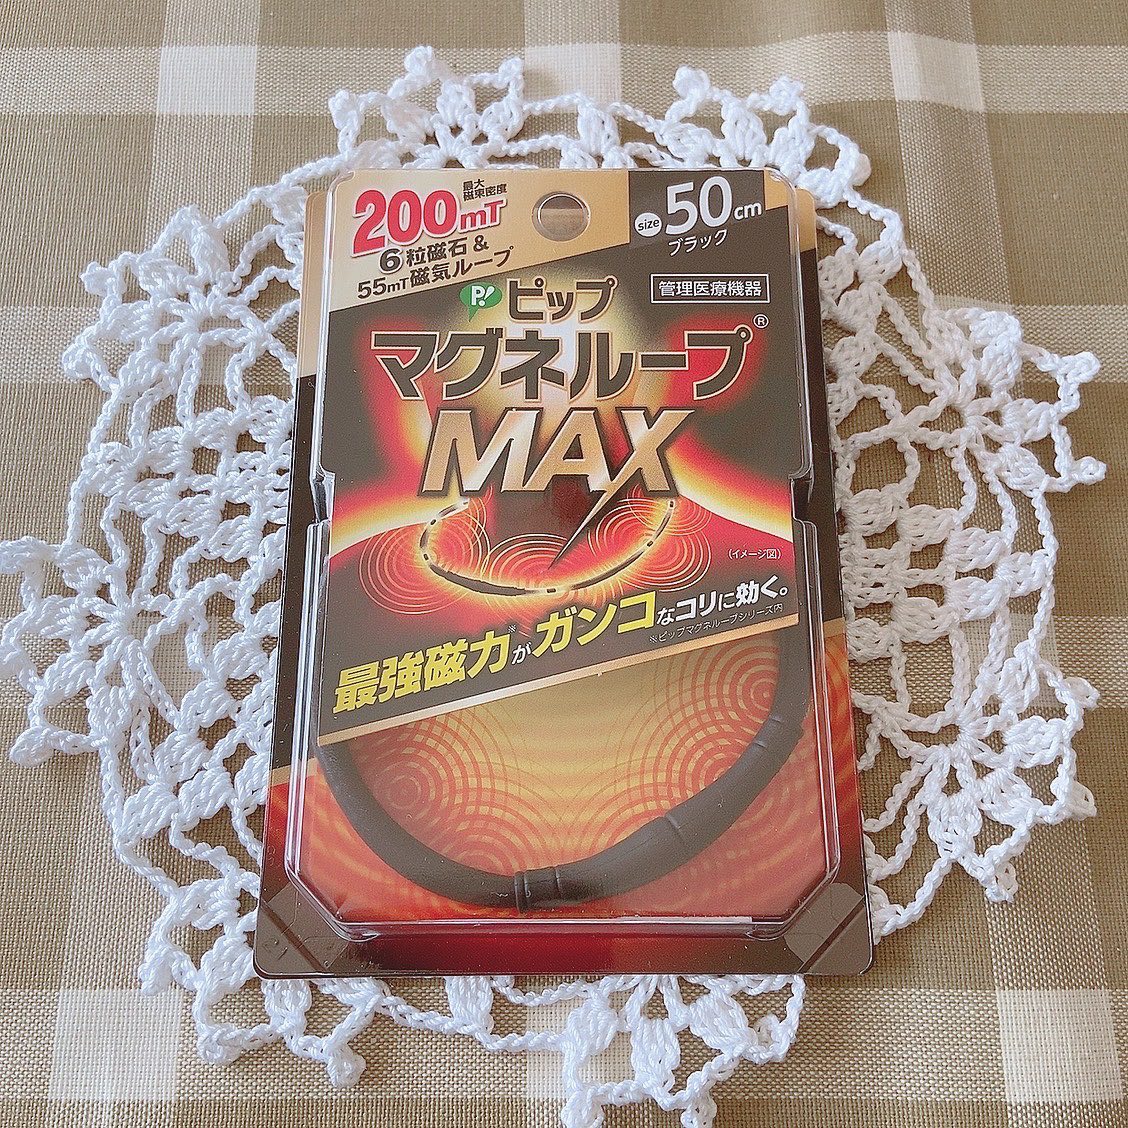 最大
磁束密度
200mT
6粒磁石&
55mT磁気ループ
size 50cm
ブラック
管理医療機器
P! ピップ
マグネループ®
MAX
(イメージ図)
最強磁力※がガンコなコリに効く。
※ピップマグネループシリーズ内